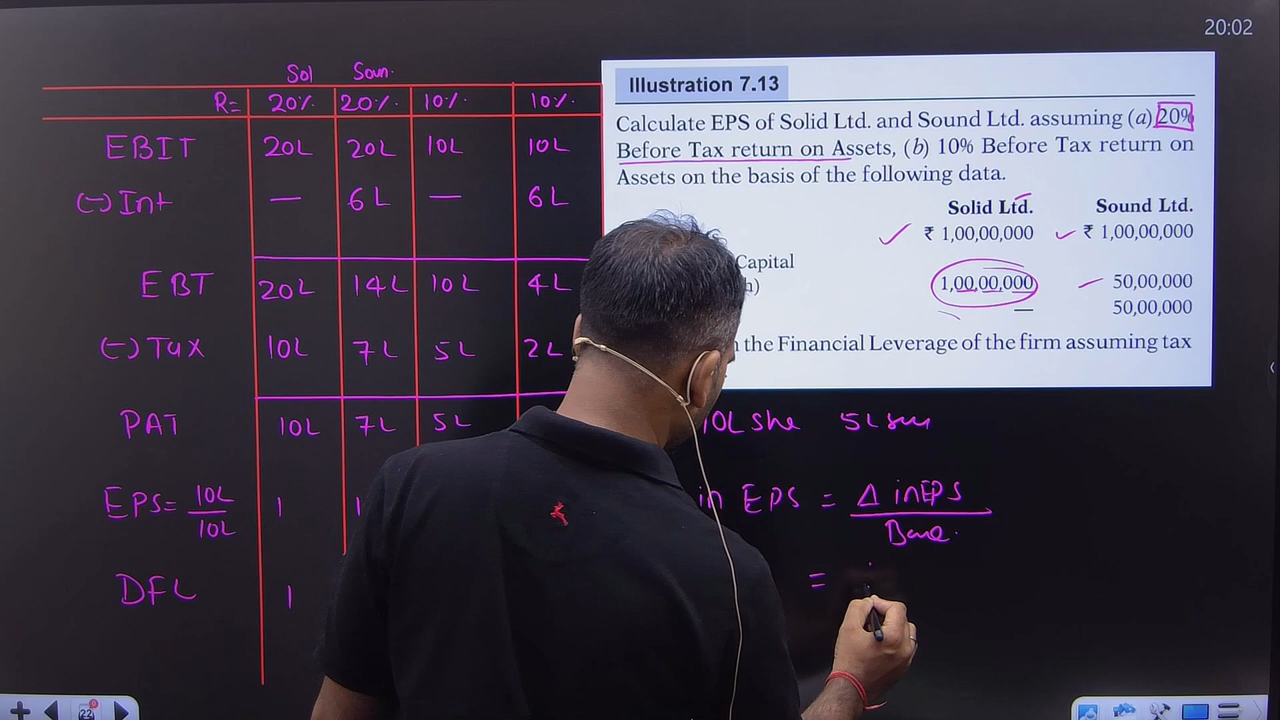 20:02
Sol Soun.
R= 20% 20% 10% 10%
EBIT 20L 20L 10L 10L
(-) Int — 6L — 6L
EBT 20L 14L 10L 4L
(-) Tax 10L 7L 5L 2L
PAT 10L 7L 5L
EPS= 10L/10L 1 1
DFL 1
Illustration 7.13
Calculate EPS of Solid Ltd. and Sound Ltd. assuming (a) 20%
Before Tax return on Assets, (b) 10% Before Tax return on
Assets on the basis of the following data.
Solid Ltd. Sound Ltd.
₹ 1,00,00,000 ₹ 1,00,00,000
Capital
1,00,00,000 50,00,000
— 50,00,000
the Financial Leverage of the firm assuming tax
10L she 5L
in EPS = Δ in EPS
=
22